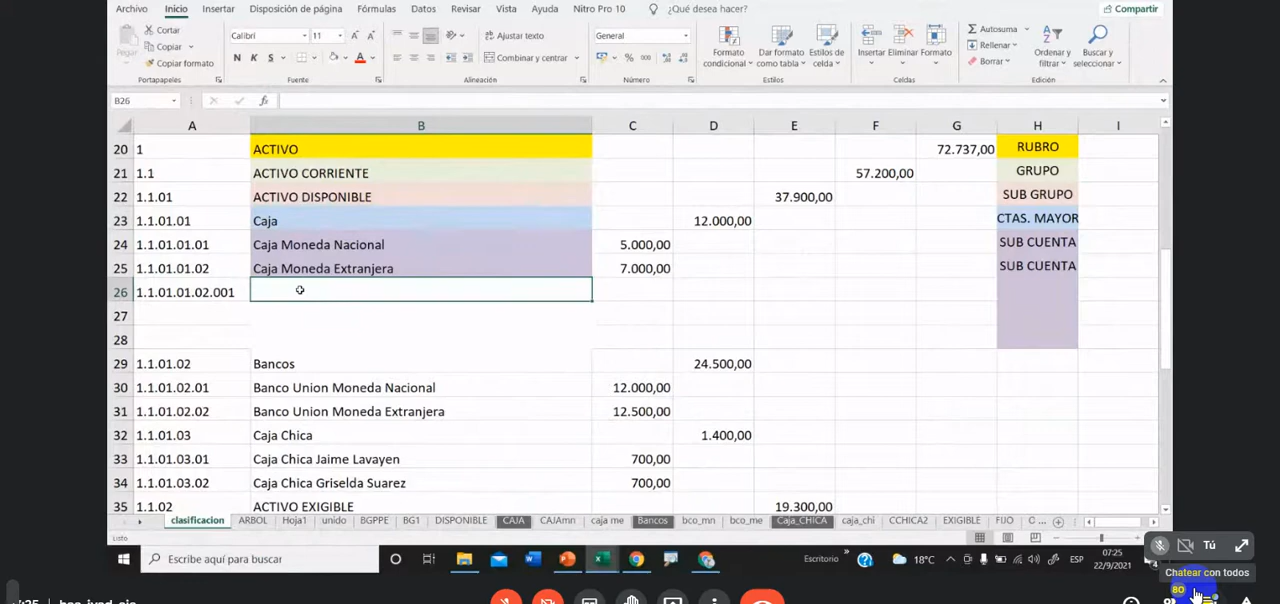 Archivo Inicio Disposición de página Fórmulas Datos Revisar Vista Ayuda Nitro Pro 10 ¿Qué desea hacer? Compartir
Pegar
Cortar
Copiar
Copiar formato
Portapapeles
Calibri 11
N K S
Fuente
Ajustar texto
Combinar y centrar
Alineación
General
% 000
Número
Formato condicional
Dar formato como tabla
Estilos de celda
Estilos
Insertar Eliminar Formato
Celdas
Autosuma
Rellenar
Borrar
Ordenar y filtrar
Buscar y seleccionar
Edición
B26 fx
A B C D E F G H I
20 1 ACTIVO 72.737,00 RUBRO
21 1.1 ACTIVO CORRIENTE 57.200,00 GRUPO
22 1.1.01 ACTIVO DISPONIBLE 37.900,00 SUB GRUPO
23 1.1.01.01 Caja 12.000,00 CTAS. MAYOR
24 1.1.01.01.01 Caja Moneda Nacional 5.000,00 SUB CUENTA
25 1.1.01.01.02 Caja Moneda Extranjera 7.000,00 SUB CUENTA
26 1.1.01.01.02.001
27
28
29 1.1.01.02 Bancos 24.500,00
30 1.1.01.02.01 Banco Union Moneda Nacional 12.000,00
31 1.1.01.02.02 Banco Union Moneda Extranjera 12.500,00
32 1.1.01.03 Caja Chica 1.400,00
33 1.1.01.03.01 Caja Chica Jaime Lavayen 700,00
34 1.1.01.03.02 Caja Chica Griselda Suarez 700,00
35 1.1.02 ACTIVO EXIGIBLE 19.300,00
clasificacion ARBOL Hoja1 unido BGPPE BG1 DISPONIBLE CAJA CAJAmn caja me Bancos bco_mn bco_me Caja_CHICA caja_chi CCHICA2 EXIGIBLE FIJO C ...
Listo
Tú
Escribe aquí para buscar
Escritorio
18°C
ESP
07:25
22/9/2021
4
Chatear con todos
80